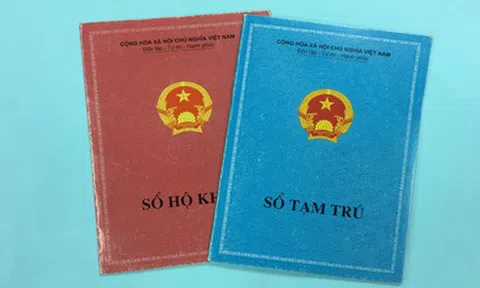 CỘNG HÒA XÃ HỘI CHỦ NGHĨA VIỆT NAM
Độc lập - Tự do - Hạnh phúc
SỔ HỘ KH
CỘNG HÒA XÃ HỘI CHỦ NGHĨA VIỆT NAM
Độc lập - Tự do - Hạnh phúc
SỔ TẠM TRÚ